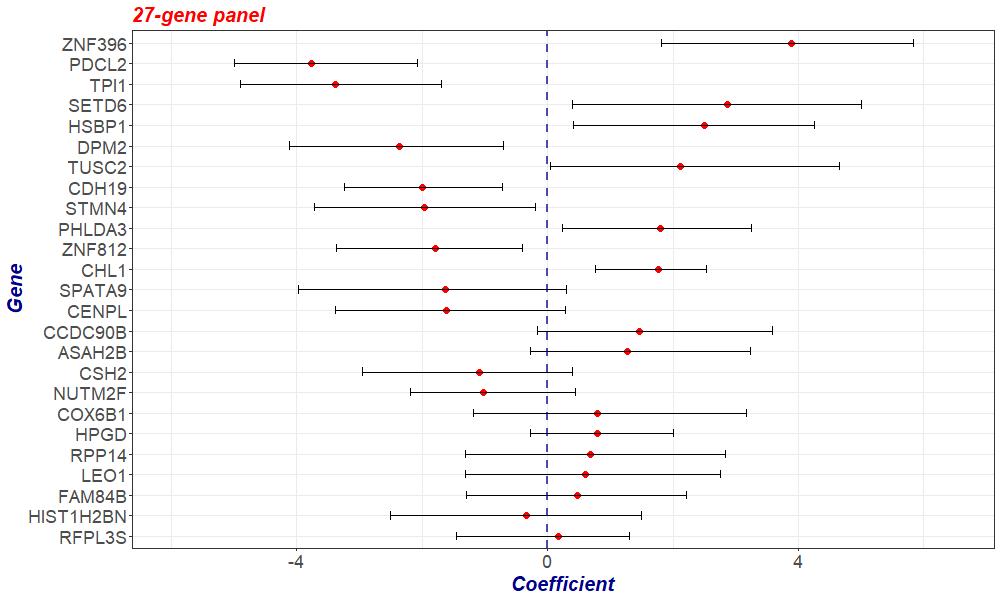 27-gene panel
ZNF396
PDCL2
TPI1
SETD6
HSBP1
DPM2
TUSC2
CDH19
STMN4
PHLDA3
ZNF812
CHL1
SPATA9
CENPL
CCDC90B
ASAH2B
CSH2
NUTM2F
COX6B1
HPGD
RPP14
LEO1
FAM84B
HIST1H2BN
RFPL3S
Gene
-4 0 4
Coefficient